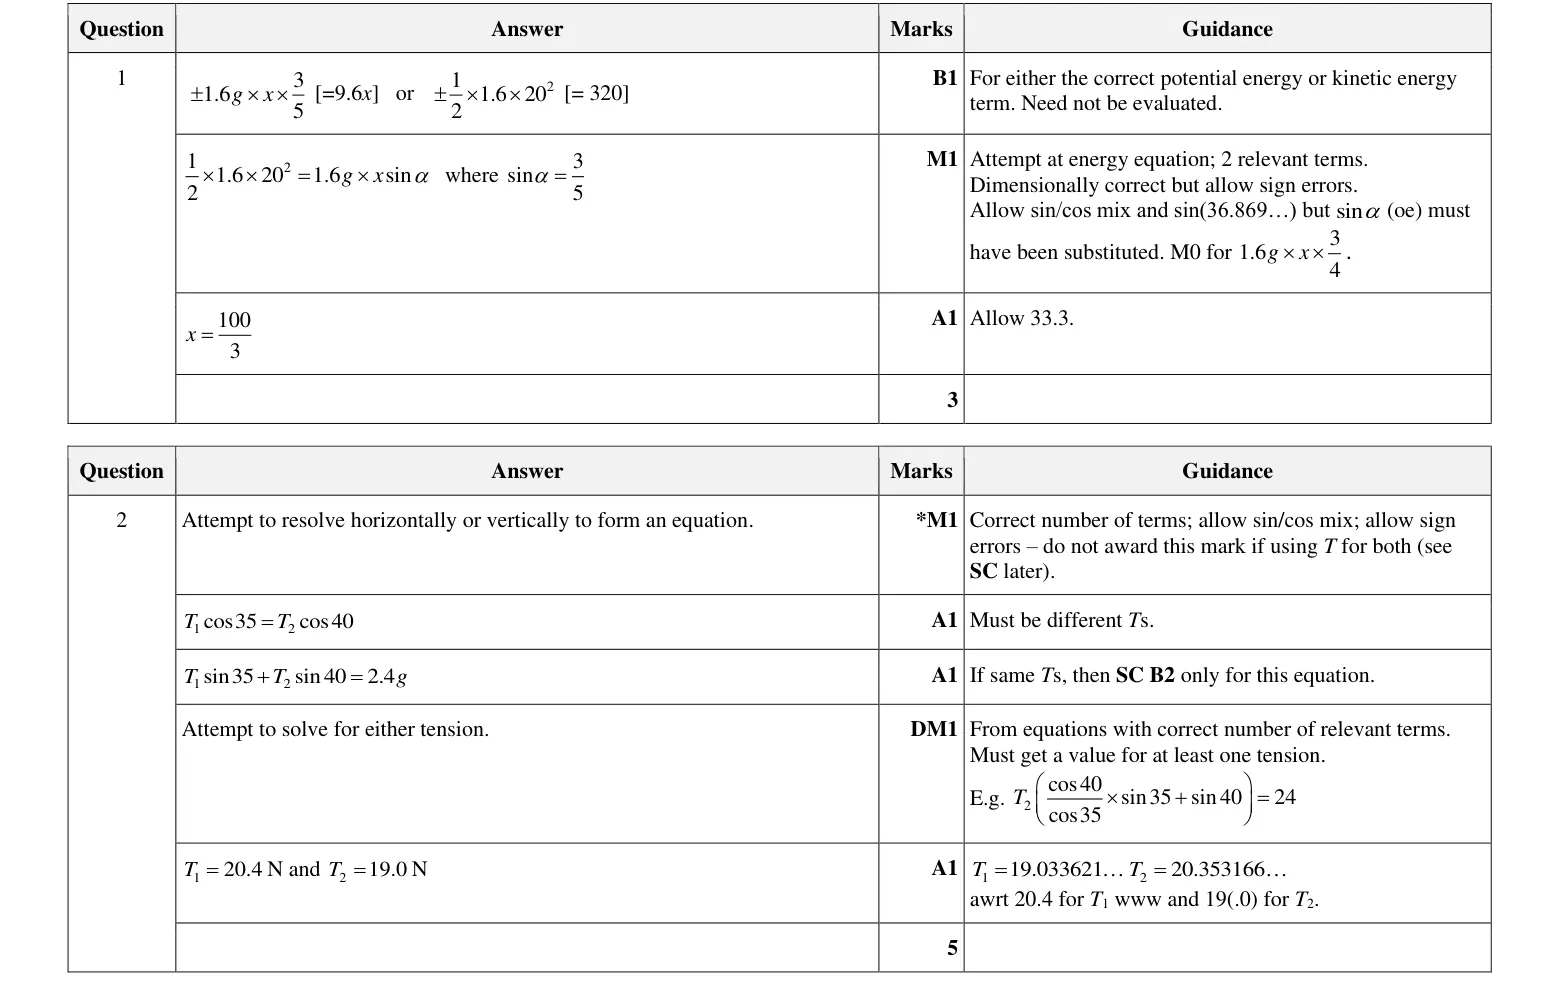 Question Answer Marks Guidance
1 ±1.6g × x × 3/5 [=9.6x] or ±1/2 ×1.6×20² [= 320] B1 For either the correct potential energy or kinetic energy
term. Need not be evaluated.
1/2 ×1.6×20² =1.6g × x sin α where sin α = 3/5 M1 Attempt at energy equation; 2 relevant terms.
Dimensionally correct but allow sign errors.
Allow sin/cos mix and sin(36.869…) but sin α (oe) must
have been substituted. M0 for 1.6g × x × 3/4 .
x = 100/3 A1 Allow 33.3.
3
Question Answer Marks Guidance
2 Attempt to resolve horizontally or vertically to form an equation. *M1 Correct number of terms; allow sin/cos mix; allow sign
errors – do not award this mark if using T for both (see
SC later).
T₁ cos35 = T₂ cos 40 A1 Must be different Ts.
T₁ sin 35 + T₂ sin 40 = 2.4g A1 If same Ts, then SC B2 only for this equation.
Attempt to solve for either tension. DM1 From equations with correct number of relevant terms.
Must get a value for at least one tension.
E.g. T₂ (cos 40/cos 35 × sin 35 + sin 40) = 24
T₁ = 20.4 N and T₂ = 19.0 N A1 T₁ = 19.033621… T₂ = 20.353166…
awrt 20.4 for T₁ www and 19(.0) for T₂.
5